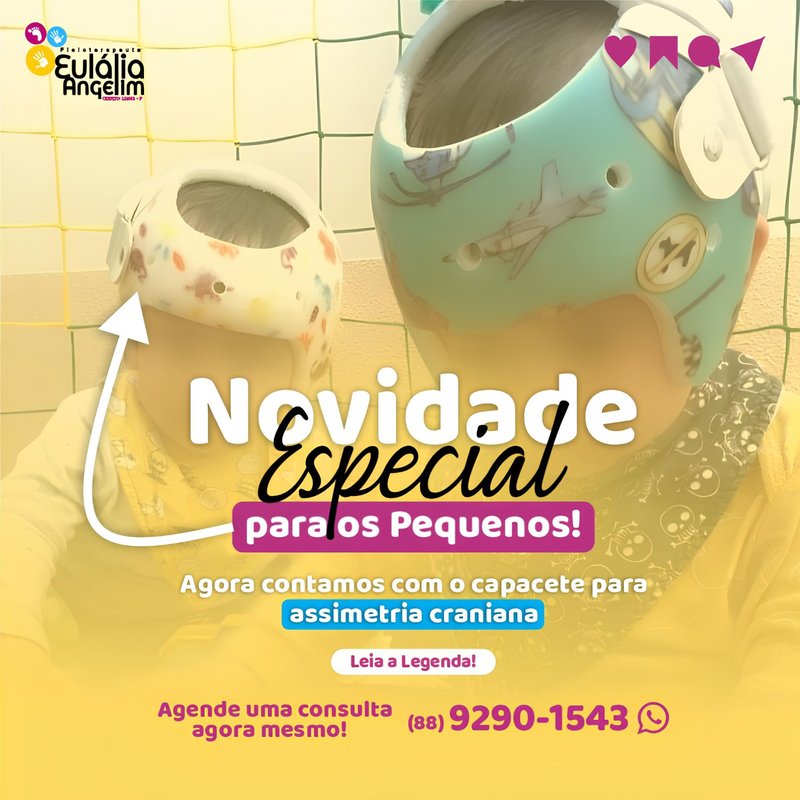 Fisioterapeuta
Eulália
Angelim
Novidade
Especial
para os Pequenos!
Agora contamos com o capacete para
assimetria craniana
Leia a Legenda!
Agende uma consulta
agora mesmo!
(88) 9290-1543